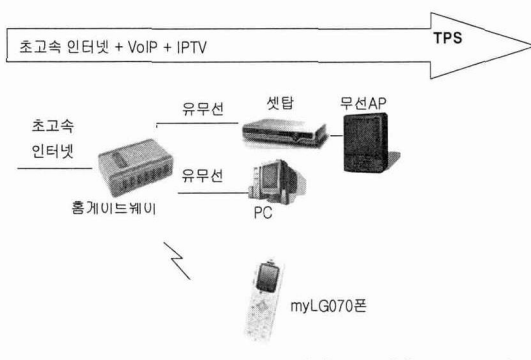 초고속 인터넷 + VoIP + IPTV
TPS
유무선
셋탑
무선AP
초고속
인터넷
유무선
홈게이트웨이
PC
myLG070폰